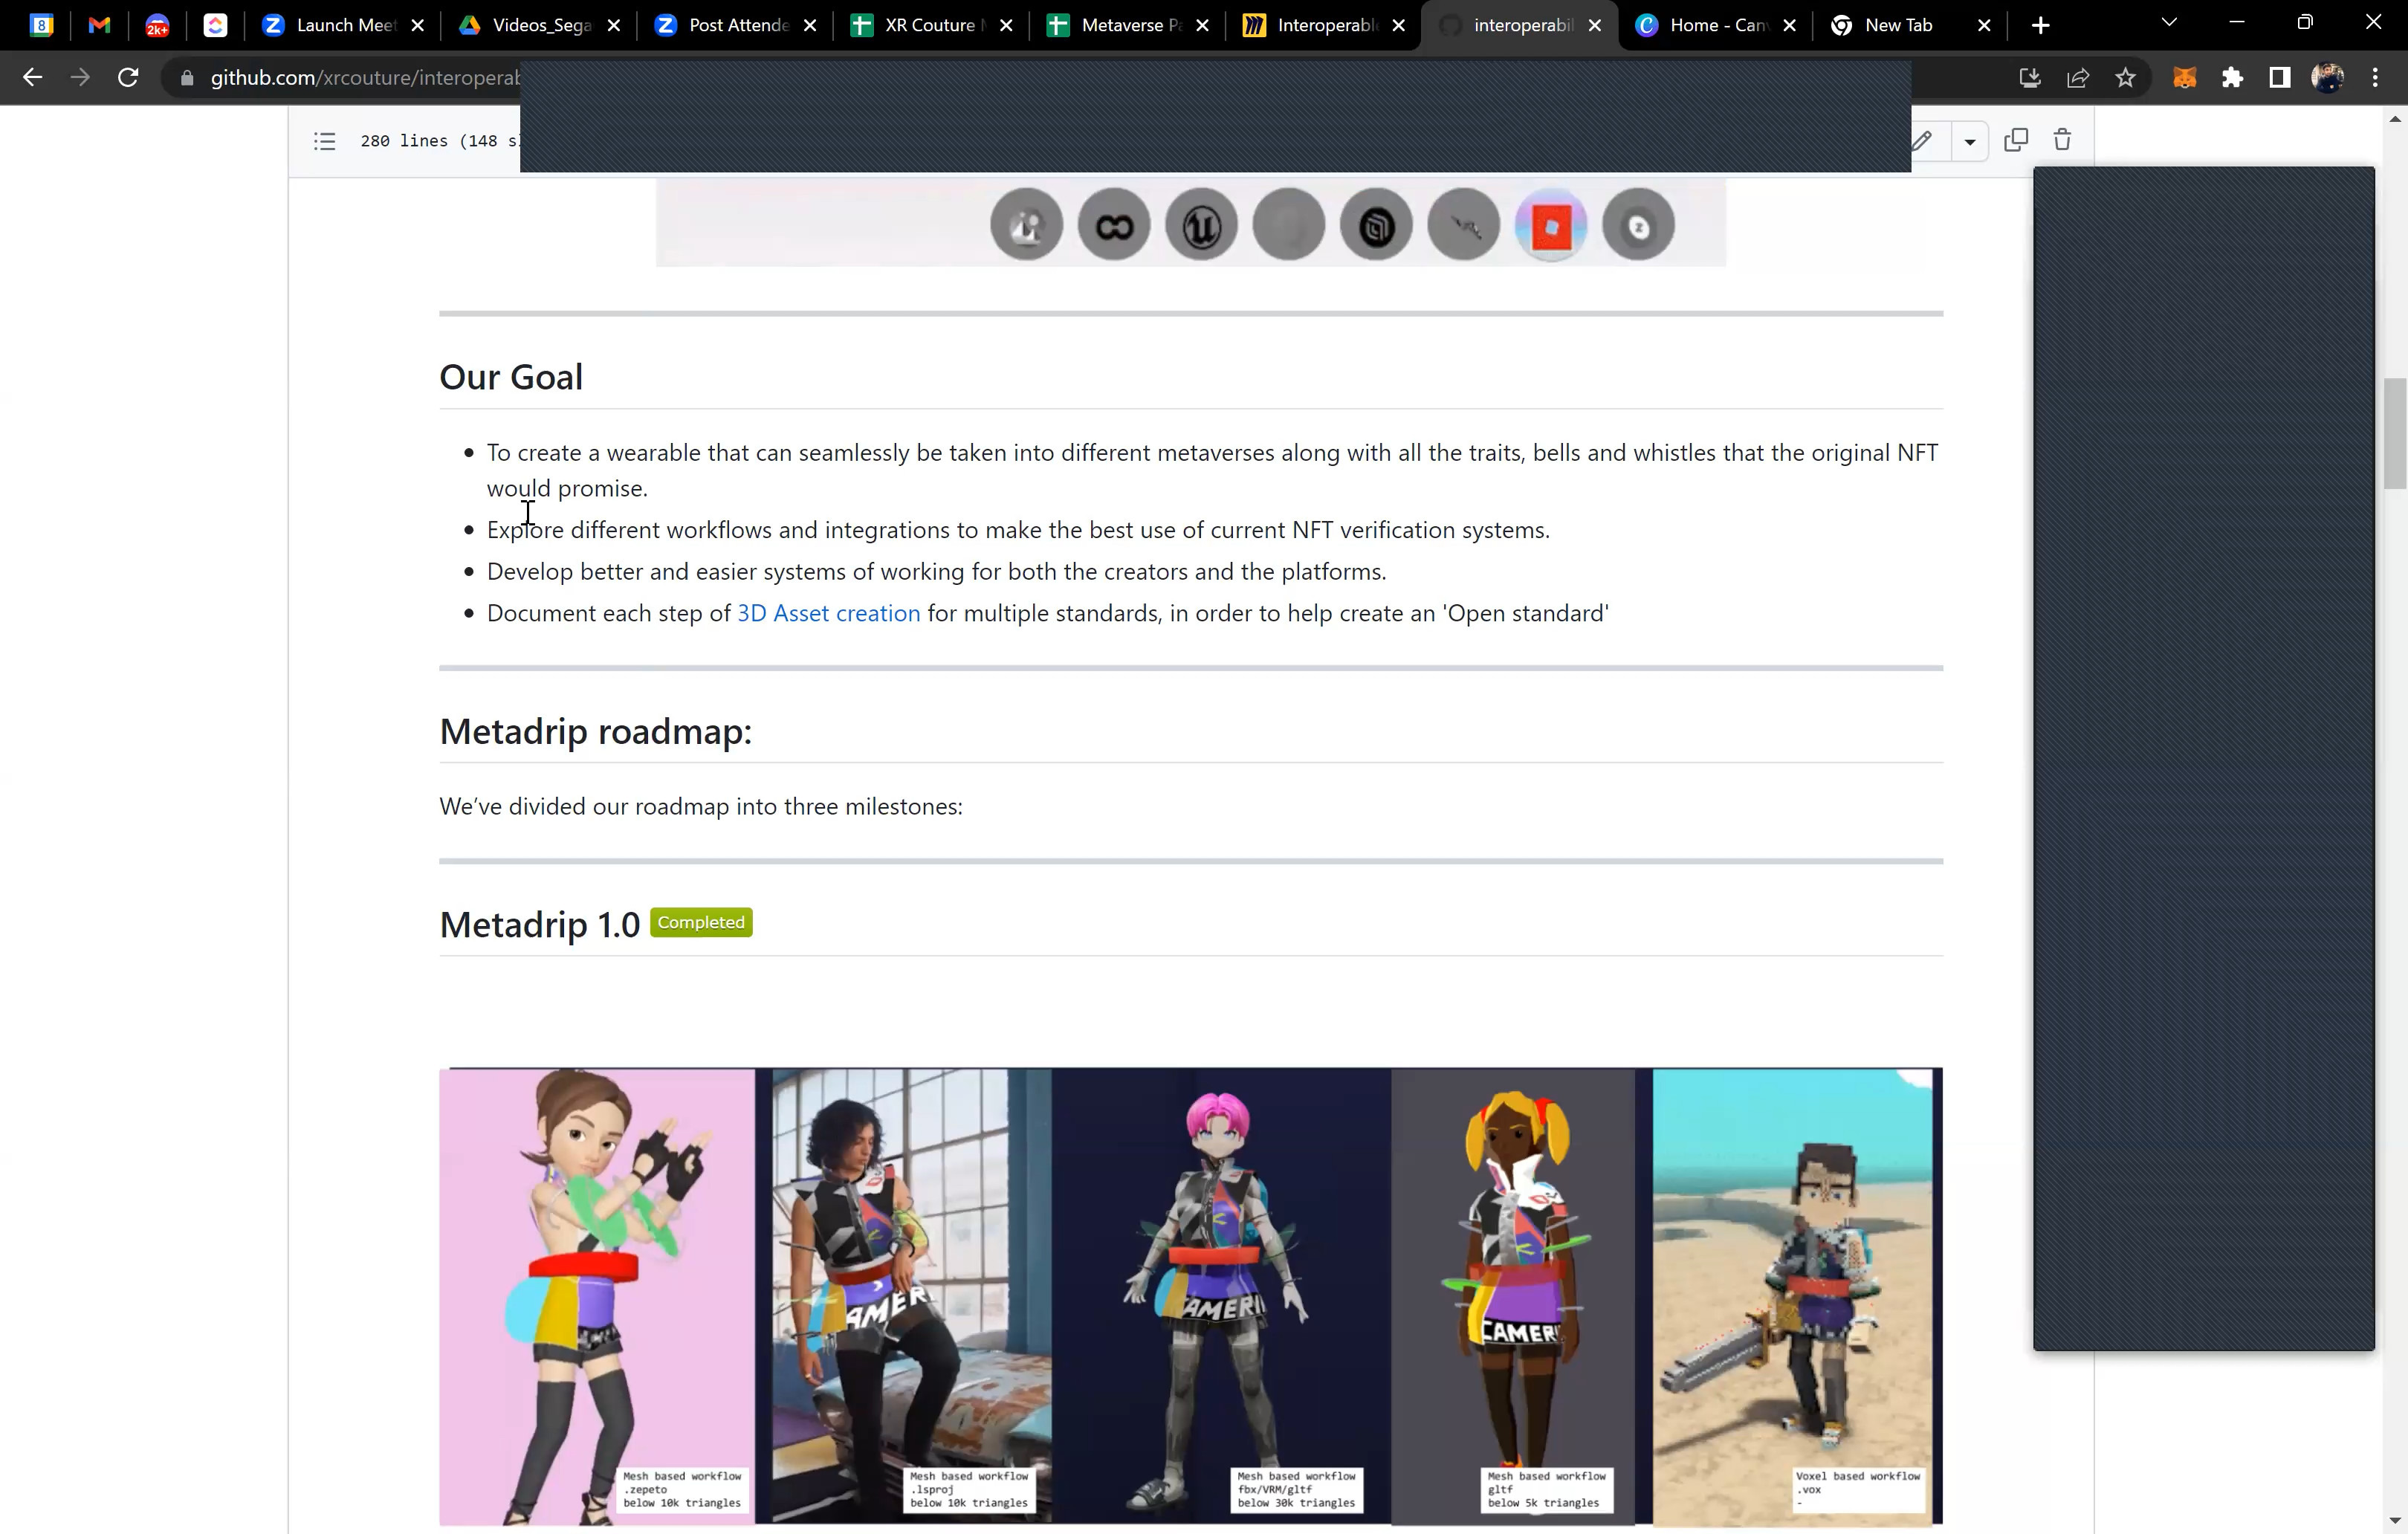 8
2k+
Launch Meet
Videos_Sega
Post Attende
XR Couture
Metaverse Pa
Interoperabl
interoperabil
Home - Can
New Tab
github.com/xrcouture/interoperab
280 lines (148
Our Goal
To create a wearable that can seamlessly be taken into different metaverses along with all the traits, bells and whistles that the original NFT
would promise.
Explore different workflows and integrations to make the best use of current NFT verification systems.
Develop better and easier systems of working for both the creators and the platforms.
Document each step of 3D Asset creation for multiple standards, in order to help create an 'Open standard'
Metadrip roadmap:
We've divided our roadmap into three milestones:
Metadrip 1.0 Completed
AMERI
AMERI
CAMERI
Mesh based workflow
.zepeto
below 10k triangles
Mesh based workflow
.lsproj
below 10k triangles
Mesh based workflow
fbx/VRM/gltf
below 30k triangles
Mesh based workflow
gltf
below 5k triangles
Voxel based workflow
.vox
-